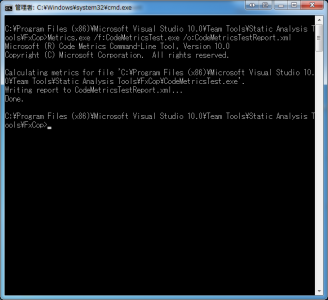 管理者: C:¥Windows¥system32¥cmd.exe
C:¥Program Files (x86)¥Microsoft Visual Studio 10.0¥Team Tools¥Static Analysis T
ools¥FxCop>Metrics.exe /f:CodeMetricsTest.exe /o:CodeMetricsTestReport.xml
Microsoft (R) Code Metrics Command-Line Tool, Version 10.0
Copyright (C) Microsoft Corporation.  All rights reserved.
Calculating metrics for file 'C:¥Program Files (x86)¥Microsoft Visual Studio 10.
0¥Team Tools¥Static Analysis Tools¥FxCop¥CodeMetricsTest.exe'.
Writing report to CodeMetricsTestReport.xml...
Done.
C:¥Program Files (x86)¥Microsoft Visual Studio 10.0¥Team Tools¥Static Analysis T
ools¥FxCop>